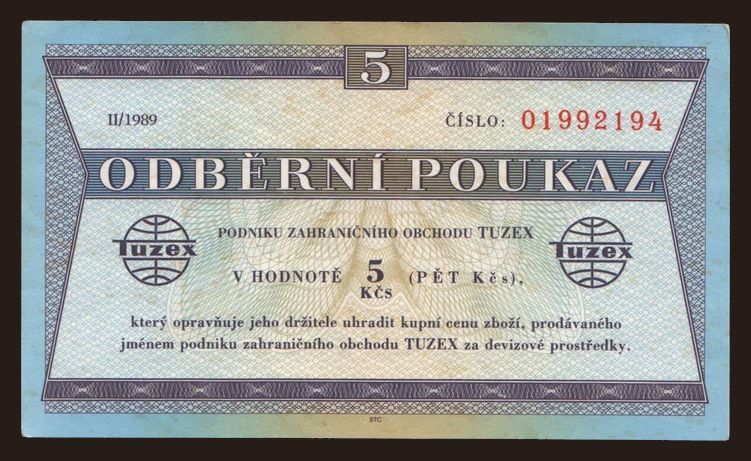 5
II/1989
ČÍSLO: 01992194
ODBĚRNÍ POUKAZ
PODNIKU ZAHRANIČNÍHO OBCHODU TUZEX
Tuzex
V HODNOTĚ 5 KČS (PĚT Kčs),
Tuzex
který opravňuje jeho držitele uhradit kupní cenu zboží, prodávaného
jménem podniku zahraničního obchodu TUZEX za devizové prostředky.
STC